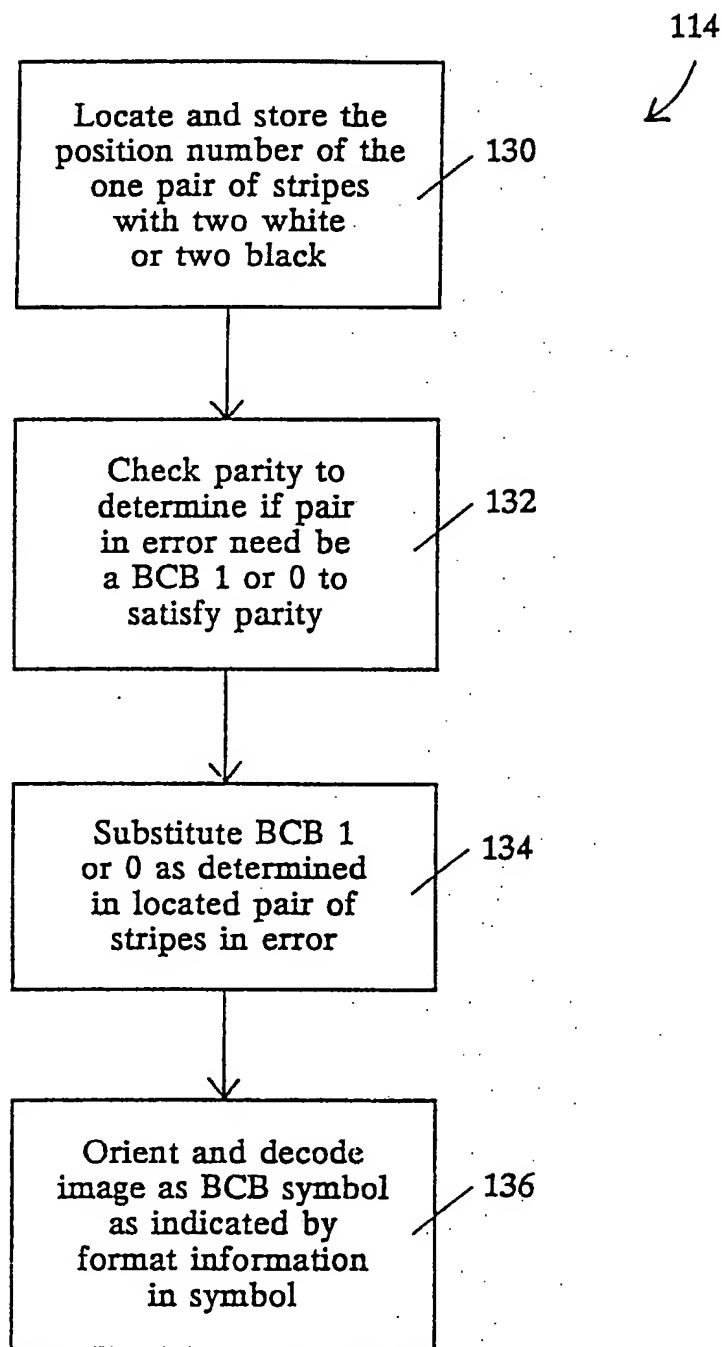 114
Locate and store the
position number of the
one pair of stripes
with two white
or two black
130
Check parity to
determine if pair
in error need be
a BCB 1 or 0 to
satisfy parity
132
Substitute BCB 1
or 0 as determined
in located pair of
stripes in error
134
Orient and decode
image as BCB symbol
as indicated by
format information
in symbol
136